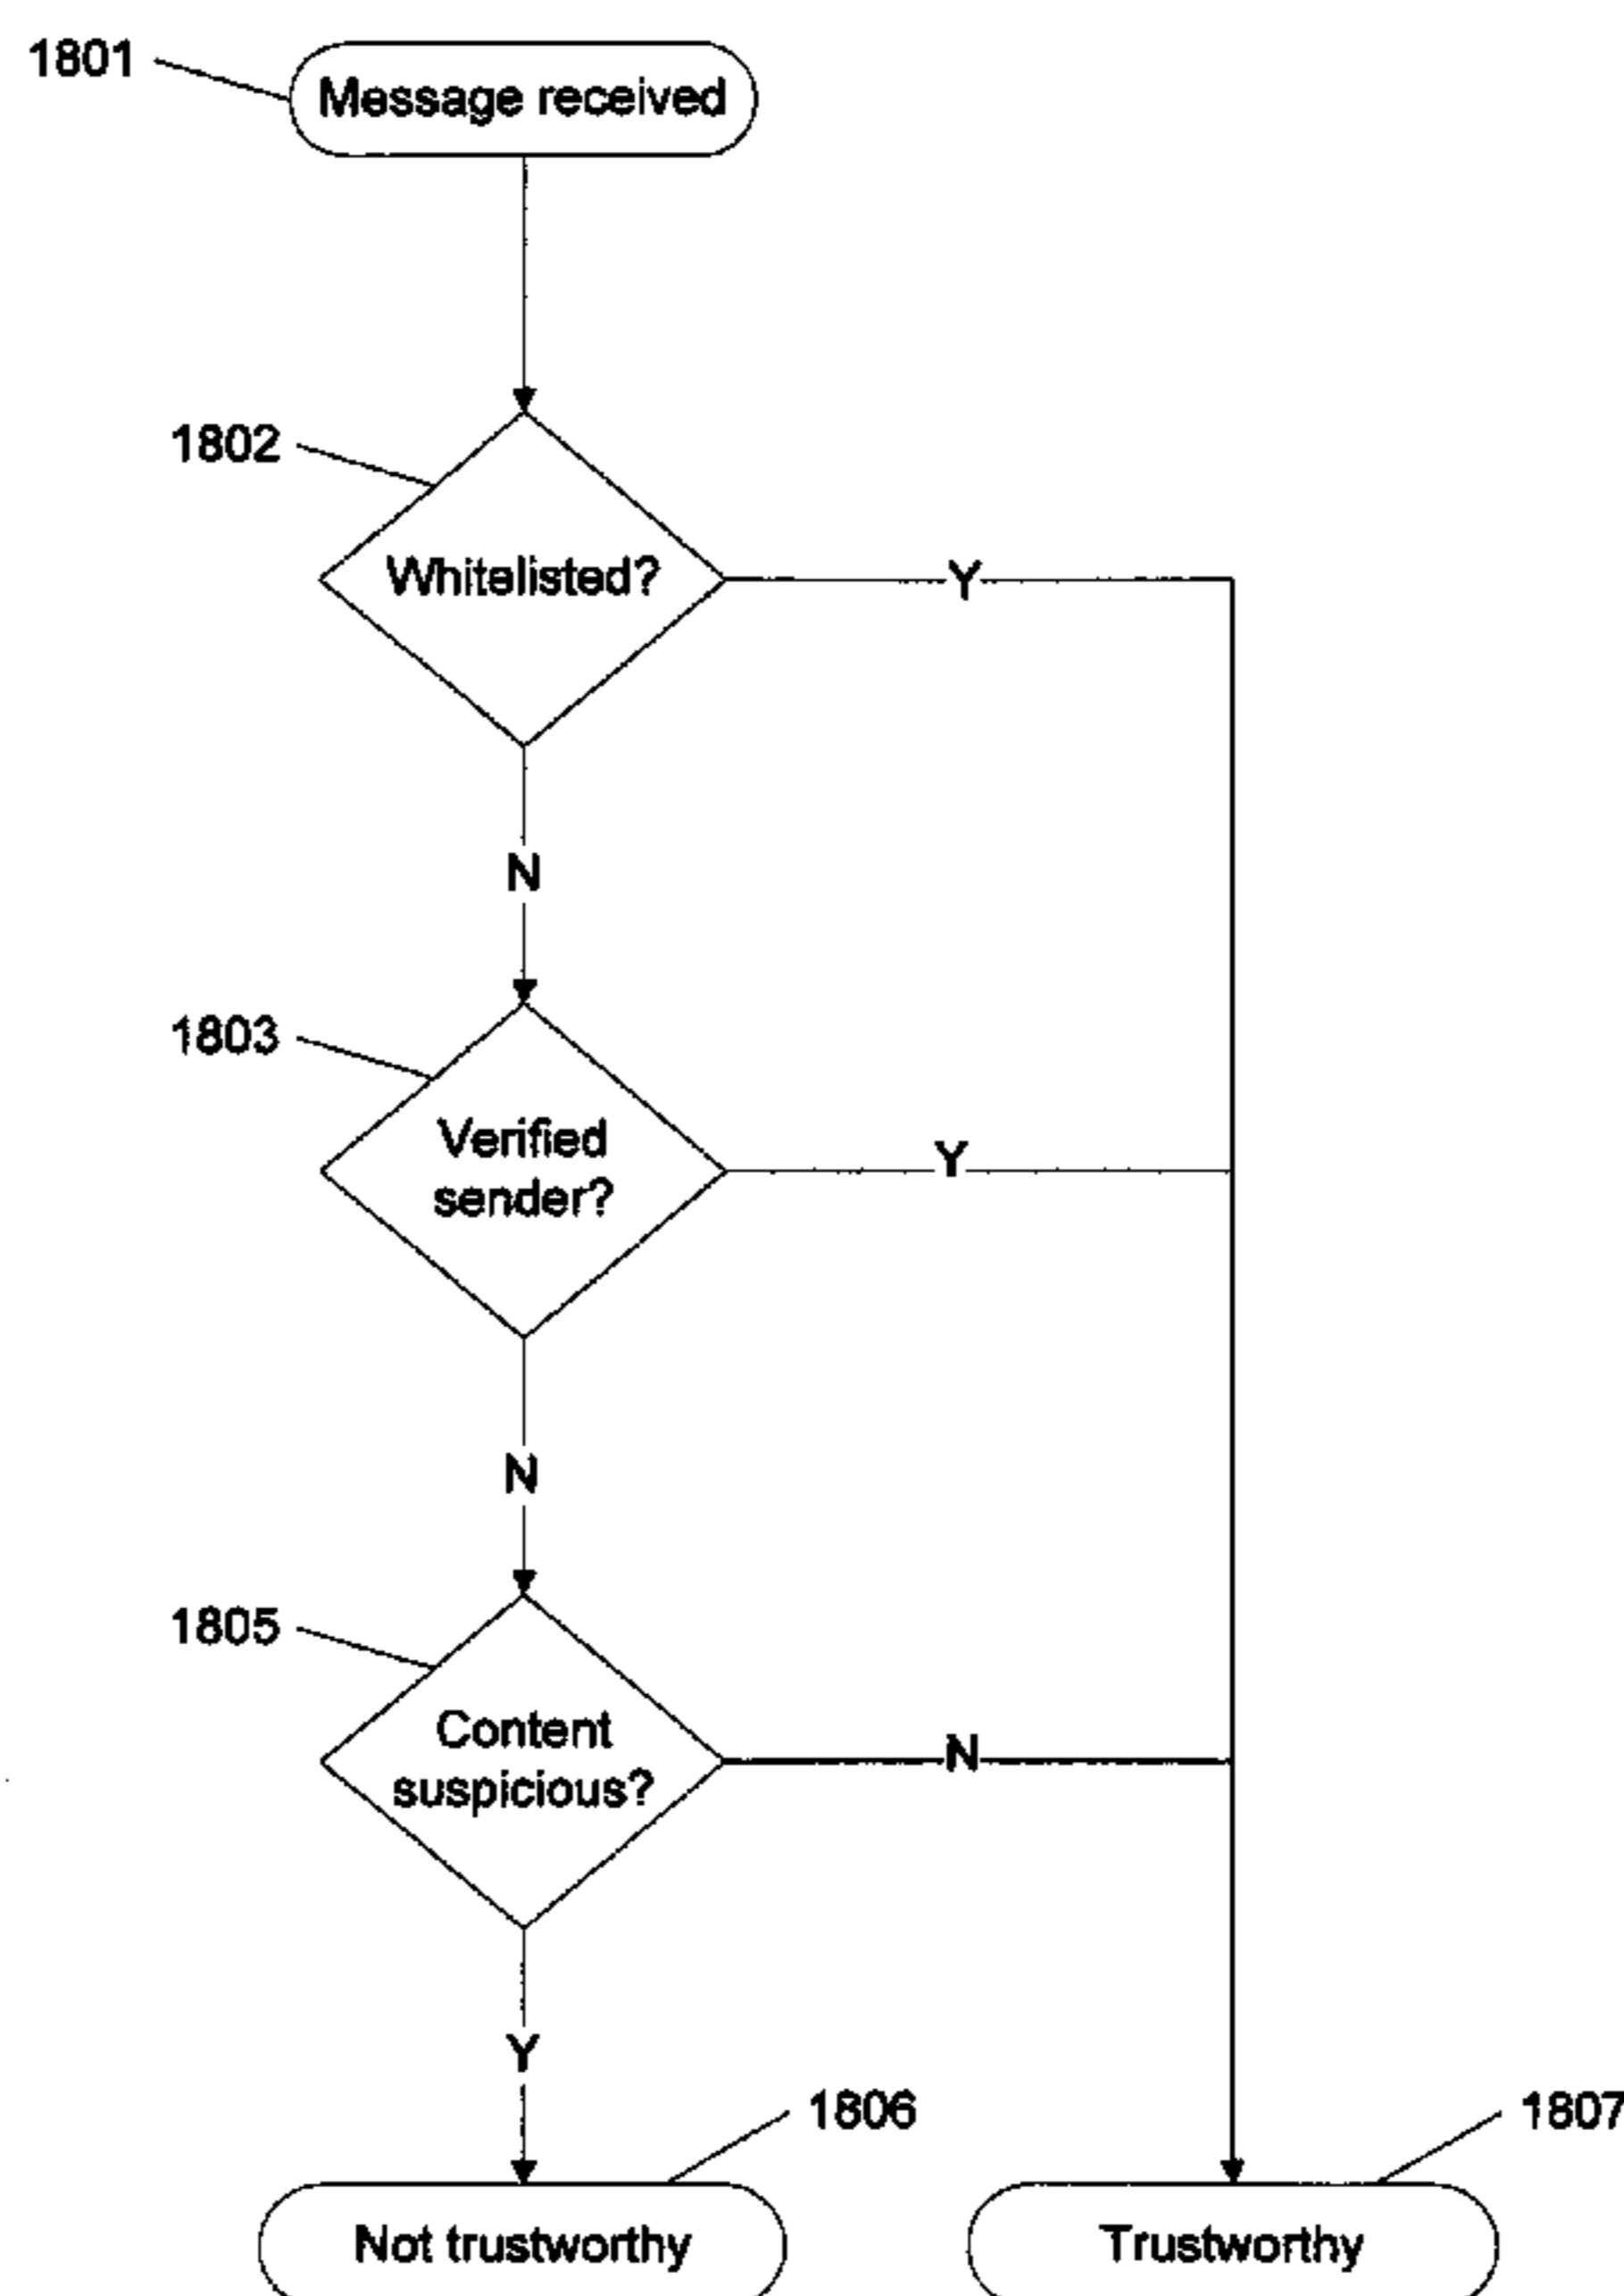 1801
Message received
1802
Whitelisted?
Y
N
1803
Verified
sender?
Y
N
1805
Content
suspicious?
N
Y
1806
1807
Not trustworthy
Trustworthy